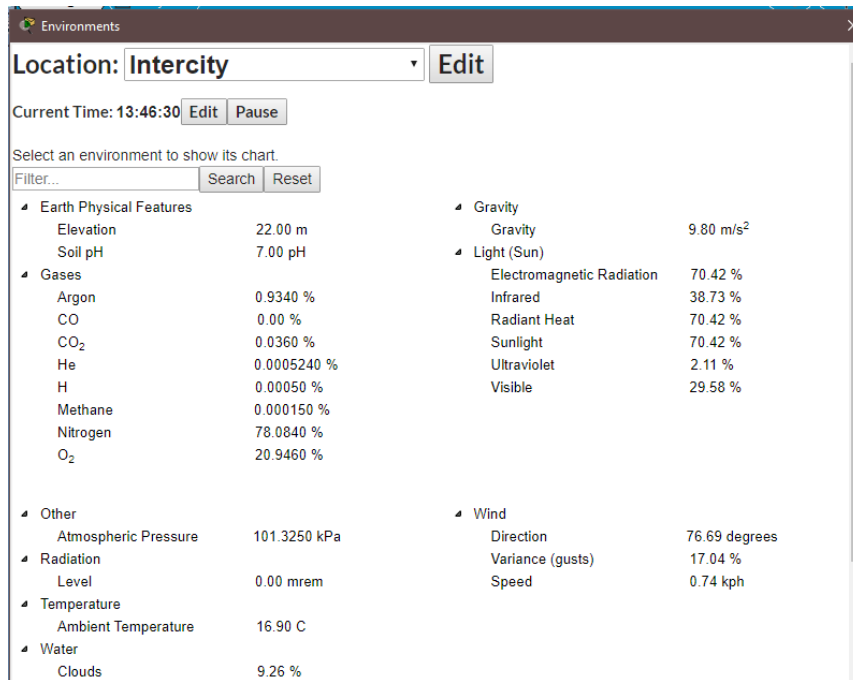 Environments
Location: Intercity Edit
Current Time: 13:46:30 Edit Pause
Select an environment to show its chart.
Filter... Search Reset
Earth Physical Features
Elevation 22.00 m
Soil pH 7.00 pH
Gases
Argon 0.9340 %
CO 0.00 %
CO2 0.0360 %
He 0.0005240 %
H 0.00050 %
Methane 0.000150 %
Nitrogen 78.0840 %
O2 20.9460 %
Gravity
Gravity 9.80 m/s2
Light (Sun)
Electromagnetic Radiation 70.42 %
Infrared 38.73 %
Radiant Heat 70.42 %
Sunlight 70.42 %
Ultraviolet 2.11 %
Visible 29.58 %
Other
Atmospheric Pressure 101.3250 kPa
Radiation
Level 0.00 mrem
Temperature
Ambient Temperature 16.90 C
Water
Clouds 9.26 %
Wind
Direction 76.69 degrees
Variance (gusts) 17.04 %
Speed 0.74 kph